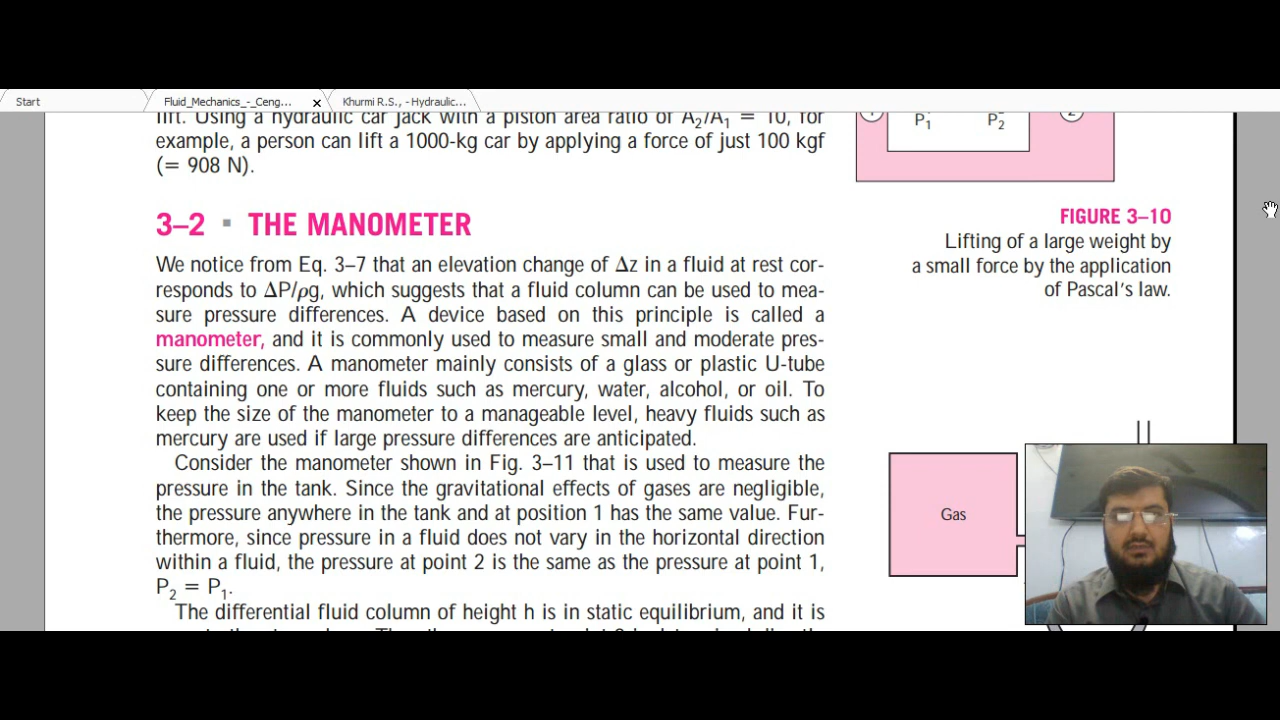 Start
Fluid_Mechanics_-_Ceng...
x
Khurmi R.S., - Hydraulic...
lift. Using a hydraulic car jack with a piston area ratio of A₂/A₁ = 10, for
example, a person can lift a 1000-kg car by applying a force of just 100 kgf
(= 908 N).
3–2 ▪ THE MANOMETER
We notice from Eq. 3–7 that an elevation change of Δz in a fluid at rest cor-
responds to ΔP/ρg, which suggests that a fluid column can be used to mea-
sure pressure differences. A device based on this principle is called a
manometer, and it is commonly used to measure small and moderate pres-
sure differences. A manometer mainly consists of a glass or plastic U-tube
containing one or more fluids such as mercury, water, alcohol, or oil. To
keep the size of the manometer to a manageable level, heavy fluids such as
mercury are used if large pressure differences are anticipated.
Consider the manometer shown in Fig. 3–11 that is used to measure the
pressure in the tank. Since the gravitational effects of gases are negligible,
the pressure anywhere in the tank and at position 1 has the same value. Fur-
thermore, since pressure in a fluid does not vary in the horizontal direction
within a fluid, the pressure at point 2 is the same as the pressure at point 1,
P₂ = P₁.
The differential fluid column of height h is in static equilibrium, and it is
P₁
P₂
FIGURE 3–10
Lifting of a large weight by
a small force by the application
of Pascal's law.
Gas